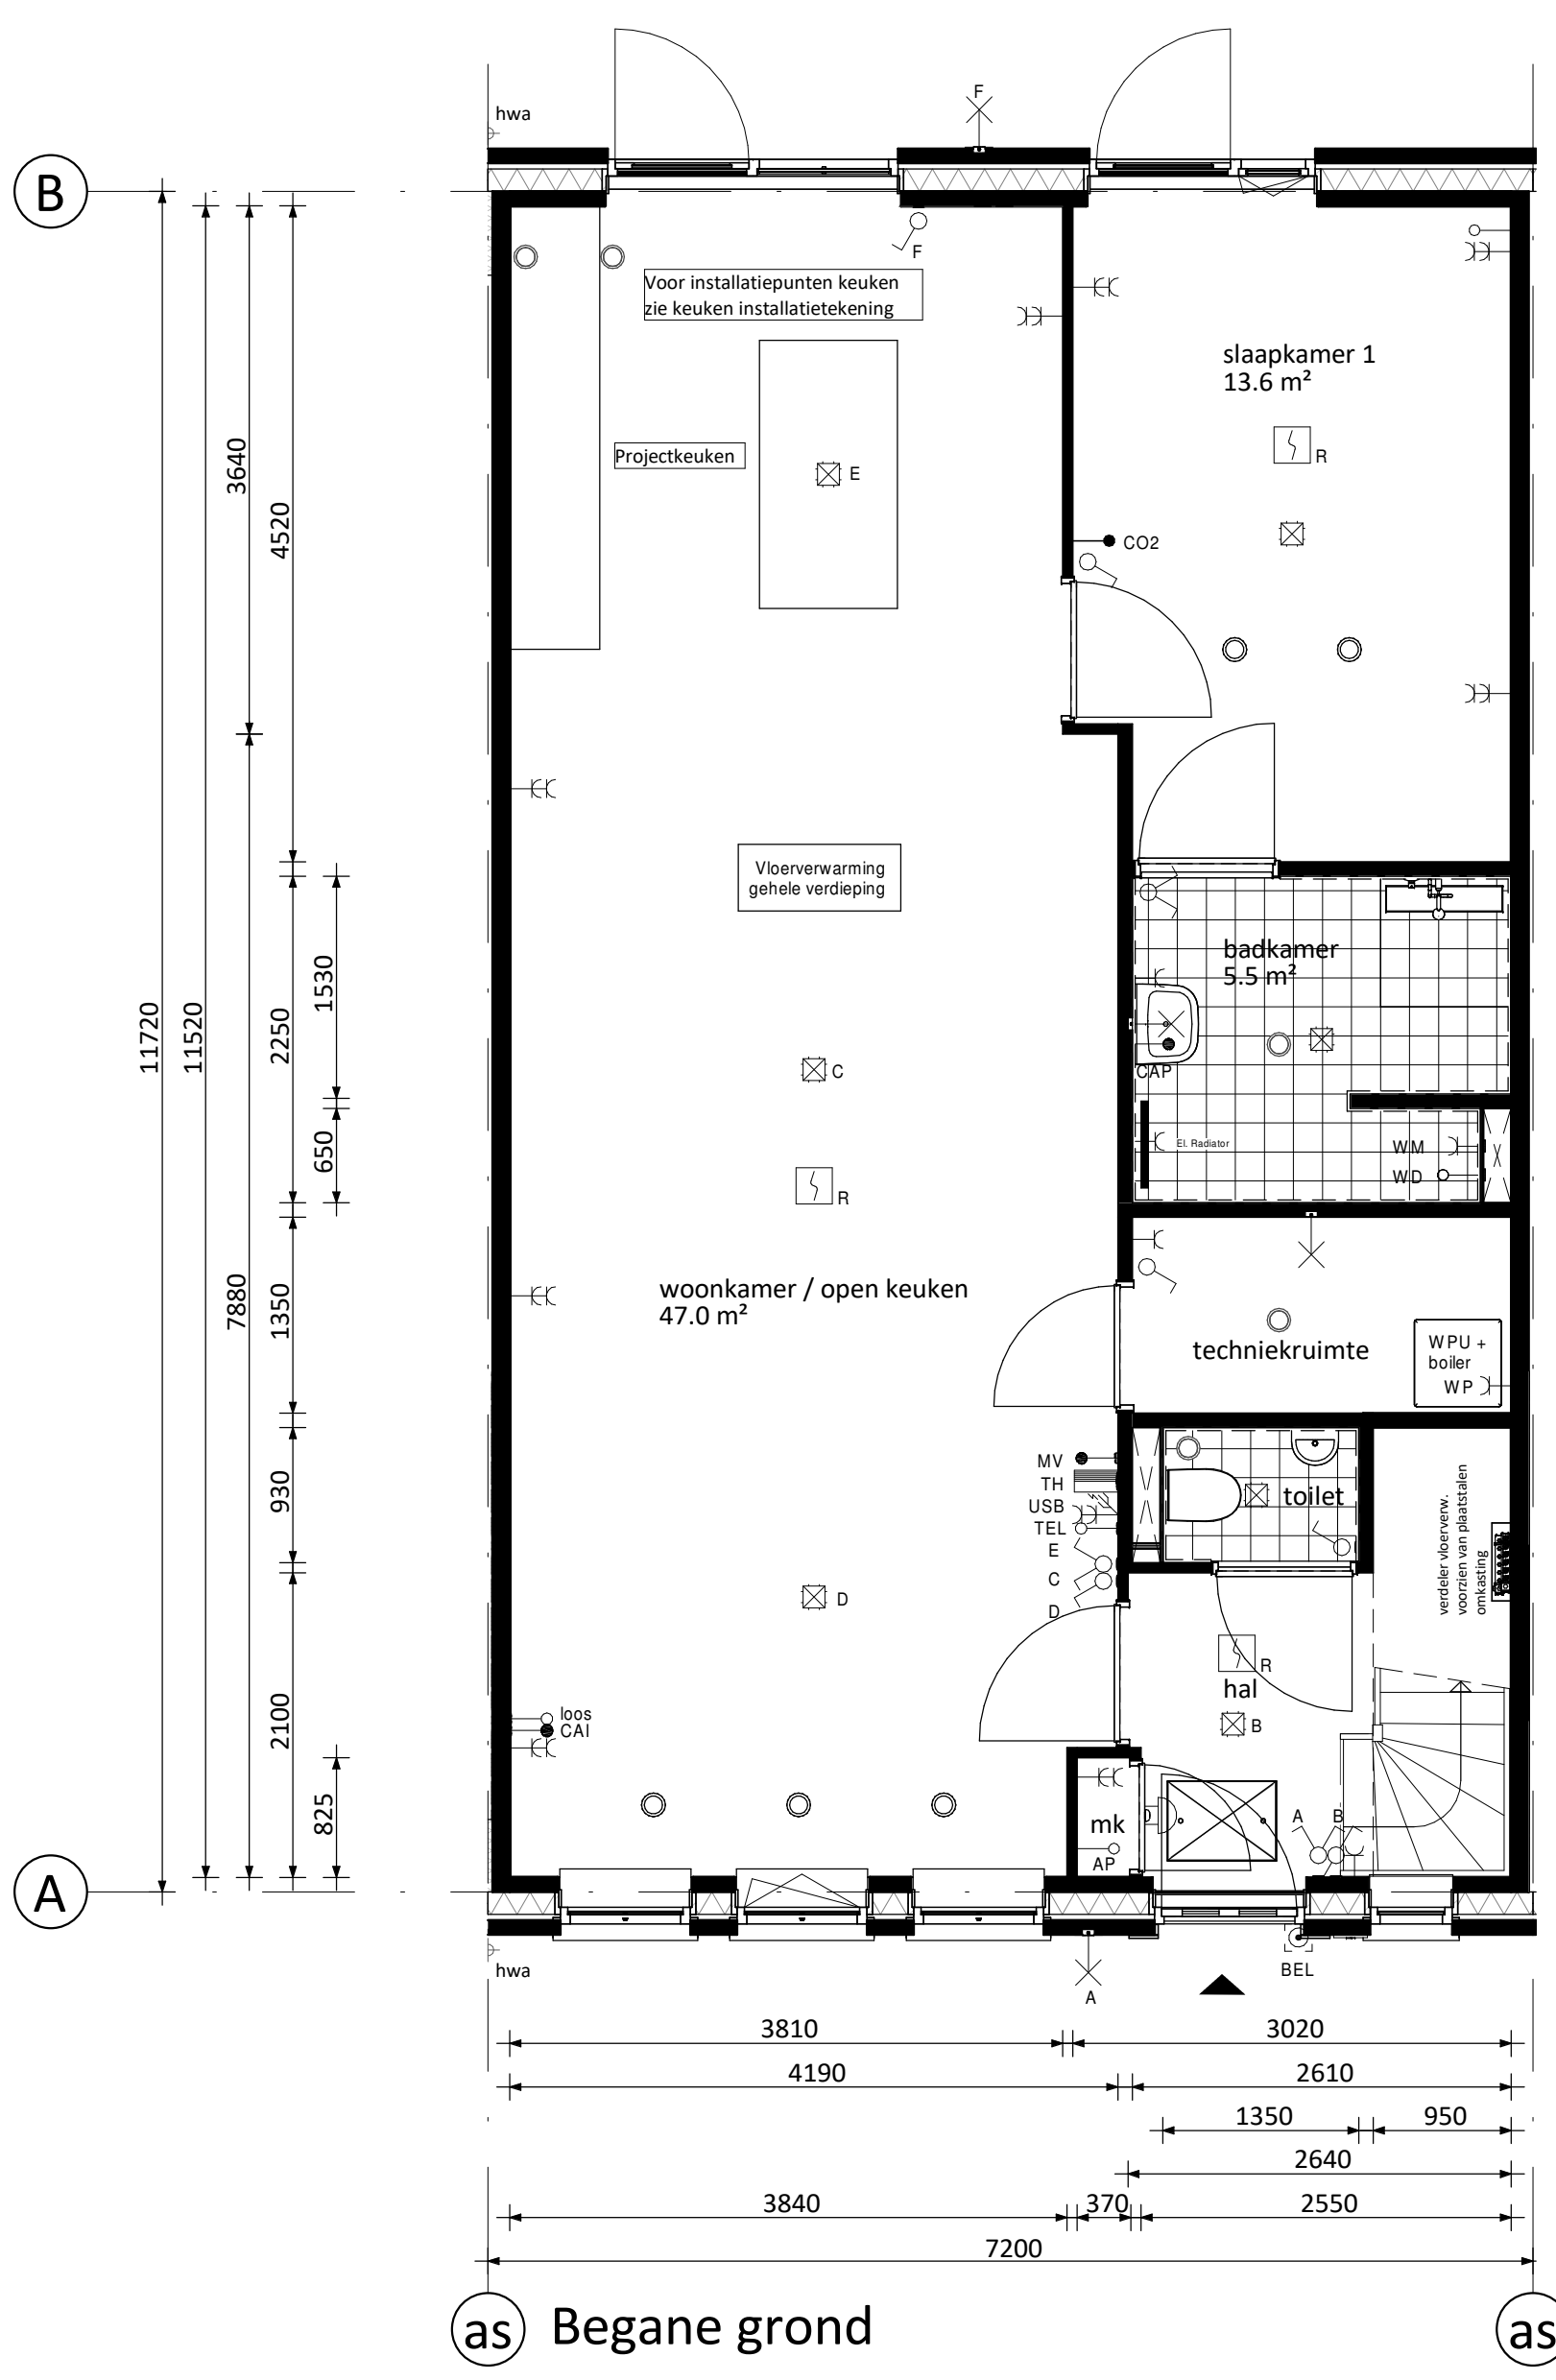 hwa
F
B
F
Voor installatiepunten keuken
zie keuken installatietekening
slaapkamer 1
13.6 m²
R
Projectkeuken
E
CO2
3640
4520
Vloerverwarming
gehele verdieping
badkamer
5.5 m²
CAP
El. Radiator
WM
WD
C
R
11720
11520
2250
1530
650
7880
1350
woonkamer / open keuken
47.0 m²
techniekruimte
WPU +
boiler
WP
930
MV
TH
USB
TEL
E
C
D
toilet
verdeler vloerverw.
voorzien van plaatstalen
omkasting
D
R
hal
B
2100
825
loos
CAI
mk
AP
D
A
B
A
hwa
A
BEL
3810
3020
4190
2610
1350
950
2640
3840
370
2550
7200
as
Begane grond
as